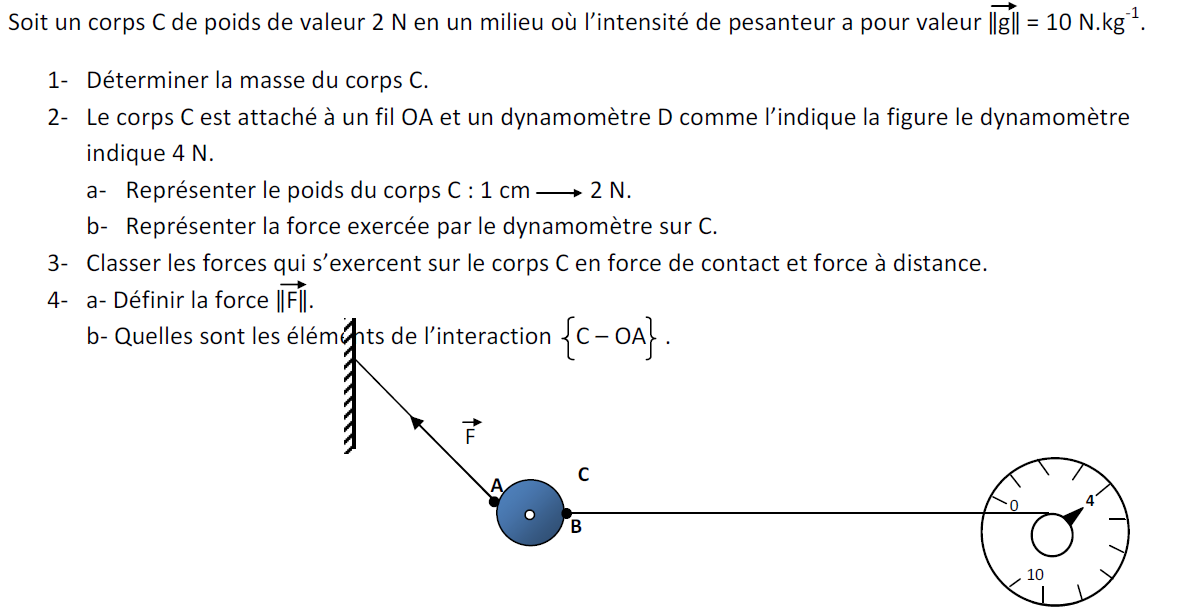 Soit un corps C de poids de valeur 2 N en un milieu où l’intensité de pesanteur a pour valeur ||g⃗|| = 10 N.kg⁻¹.
1- Déterminer la masse du corps C.
2- Le corps C est attaché à un fil OA et un dynamomètre D comme l’indique la figure le dynamomètre
indique 4 N.
a- Représenter le poids du corps C : 1 cm ⟶ 2 N.
b- Représenter la force exercée par le dynamomètre sur C.
3- Classer les forces qui s’exercent sur le corps C en force de contact et force à distance.
4- a- Définir la force ||F⃗||.
b- Quelles sont les éléments de l’interaction {C – OA} .
F⃗
C
A
B
0
4
10